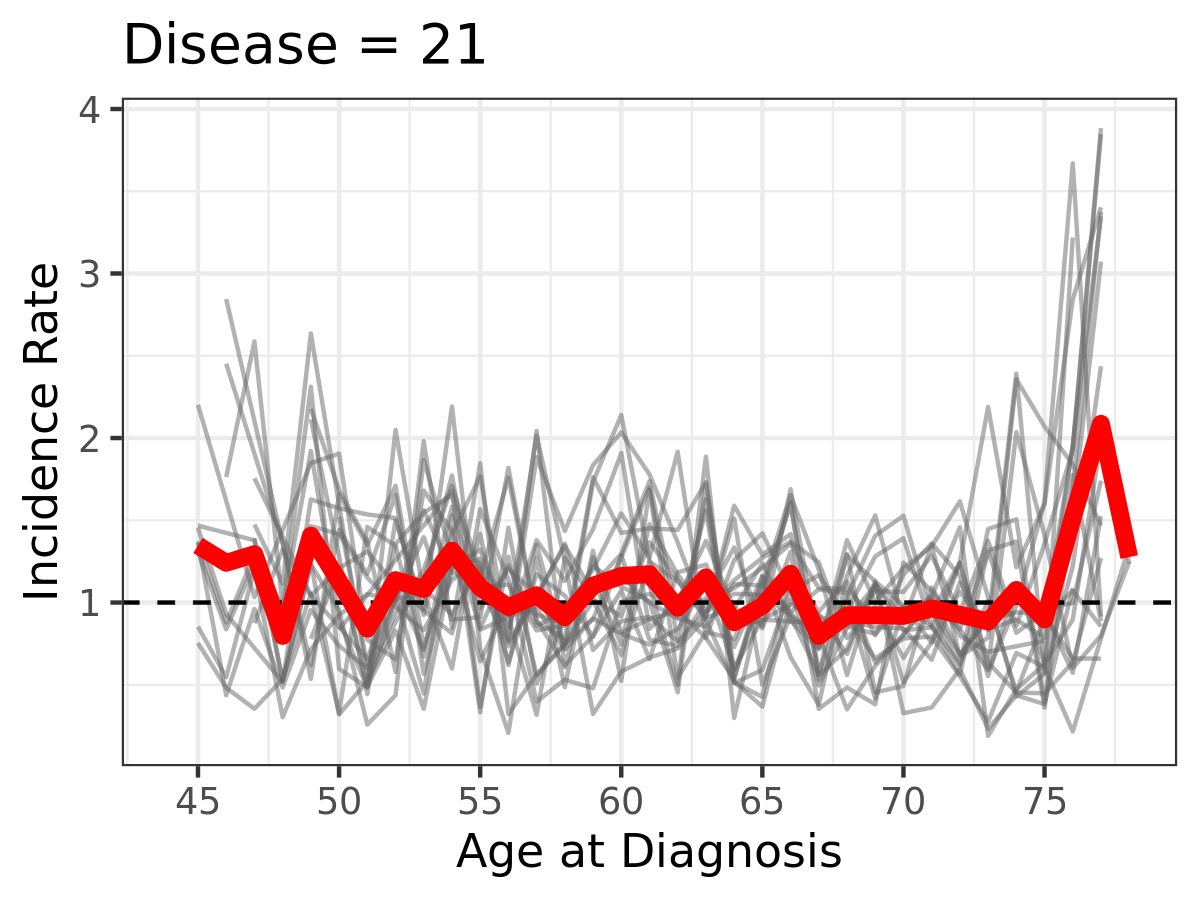 Disease = 21
Incidence Rate
4
3
2
1
45 50 55 60 65 70 75
Age at Diagnosis